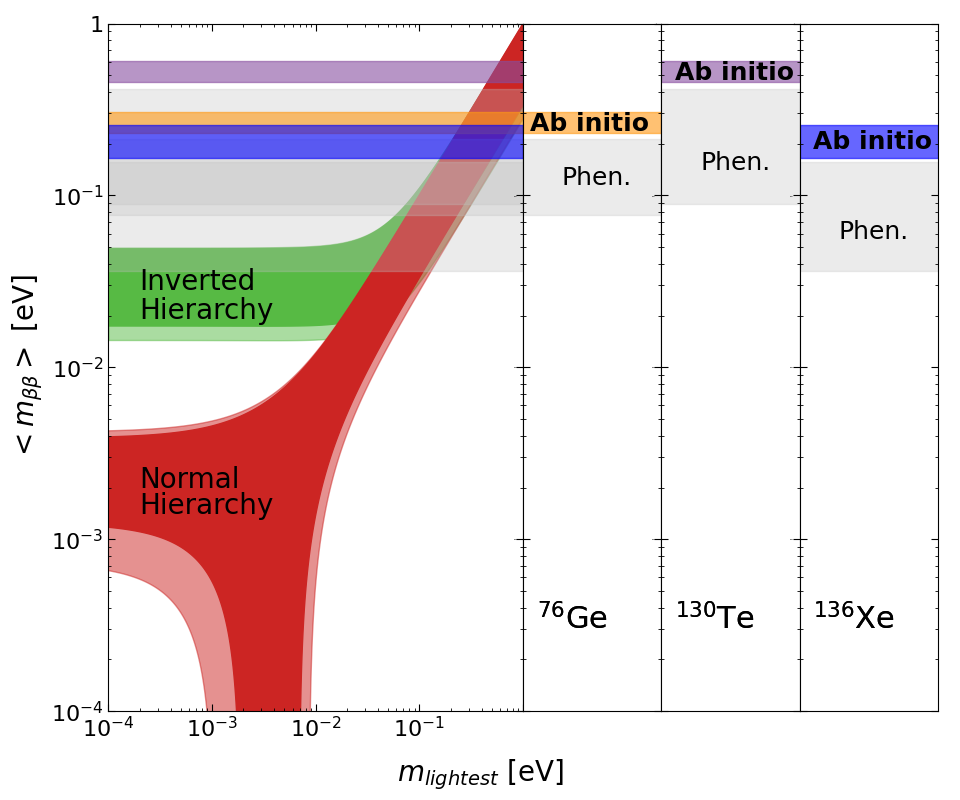 1
Ab initio
Ab initio
Ab initio
Phen.
Phen.
Phen.
10⁻¹
10⁻²
10⁻³
10⁻⁴
< m_ββ > [eV]
Inverted
Hierarchy
Normal
Hierarchy
⁷⁶Ge
¹³⁰Te
¹³⁶Xe
10⁻⁴
10⁻³
10⁻²
10⁻¹
m_lightest [eV]